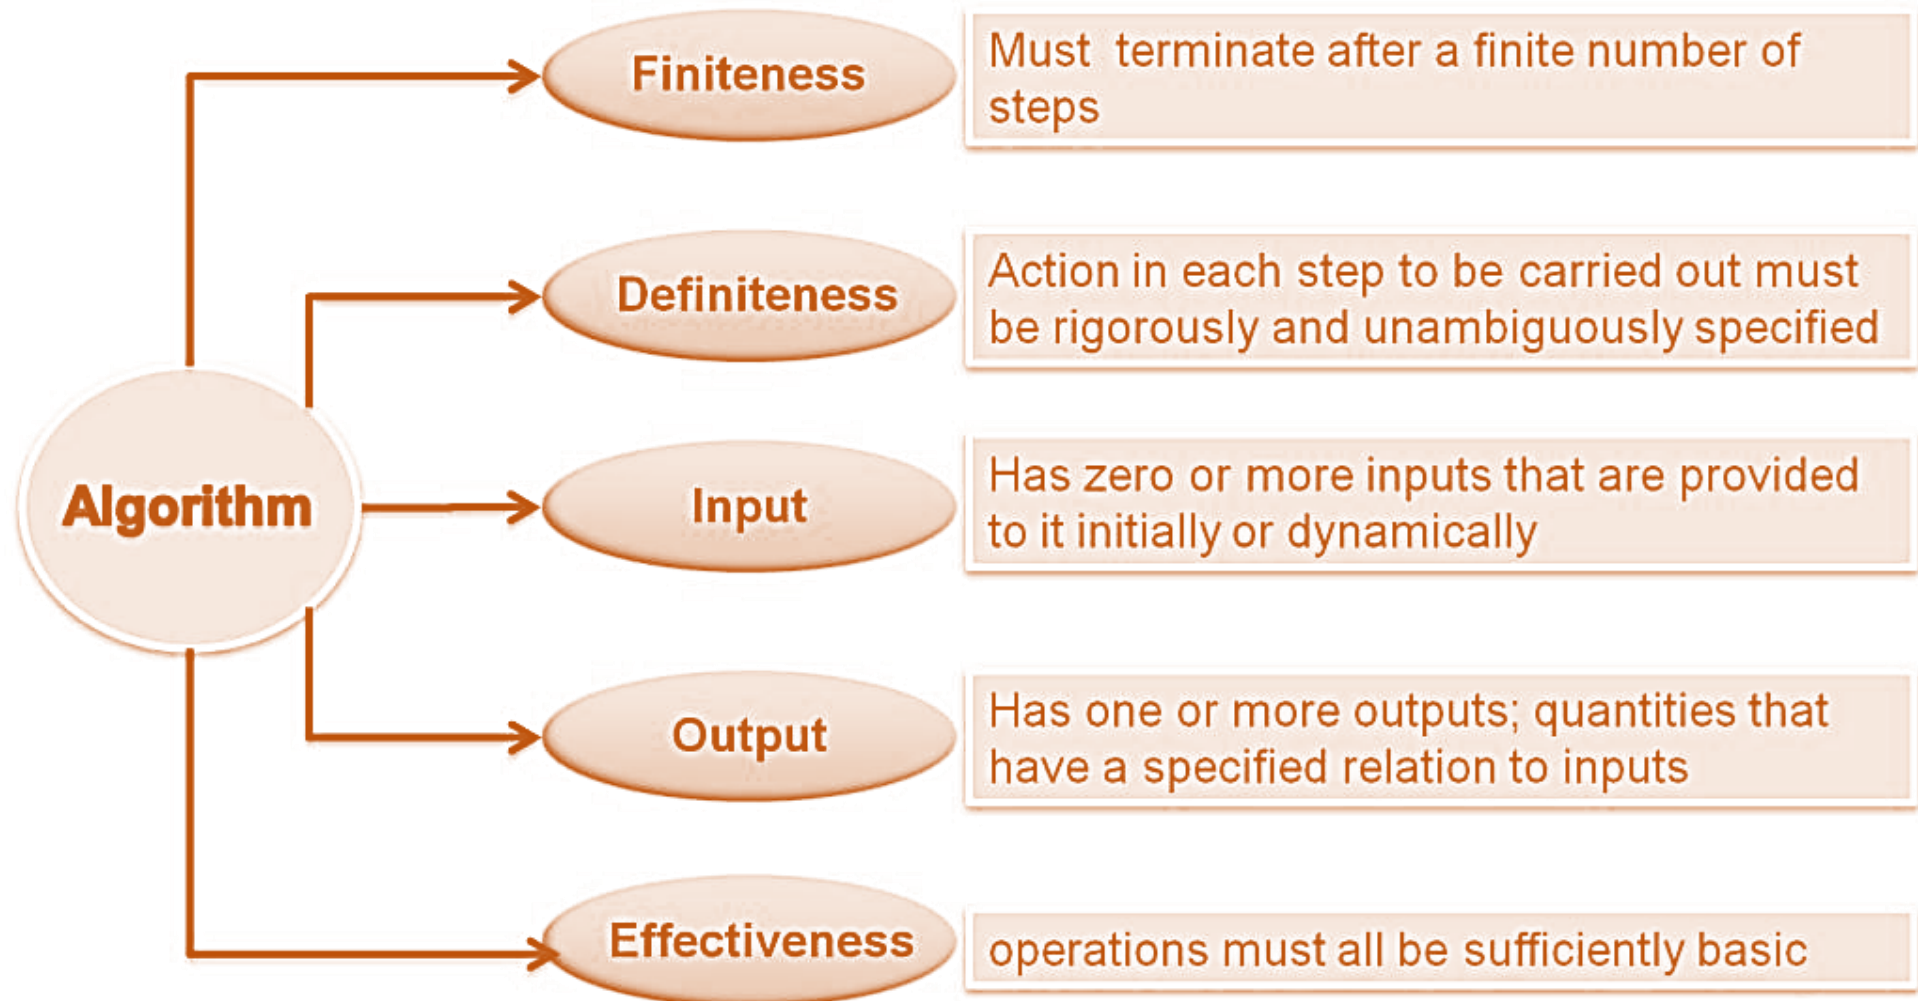 Finiteness
Must terminate after a finite number of
steps
Definiteness
Action in each step to be carried out must
be rigorously and unambiguously specified
Algorithm
Input
Has zero or more inputs that are provided
to it initially or dynamically
Output
Has one or more outputs; quantities that
have a specified relation to inputs
Effectiveness
operations must all be sufficiently basic